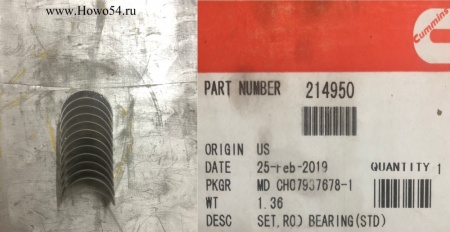 www.Howo54.ru
Cummins
PART NUMBER 214950
ORIGIN US
DATE 25-Feb-2019 QUANTITY 1
PKGR MD CH07937678-1
WT 1.36
DESC SET,ROD BEARING(STD)